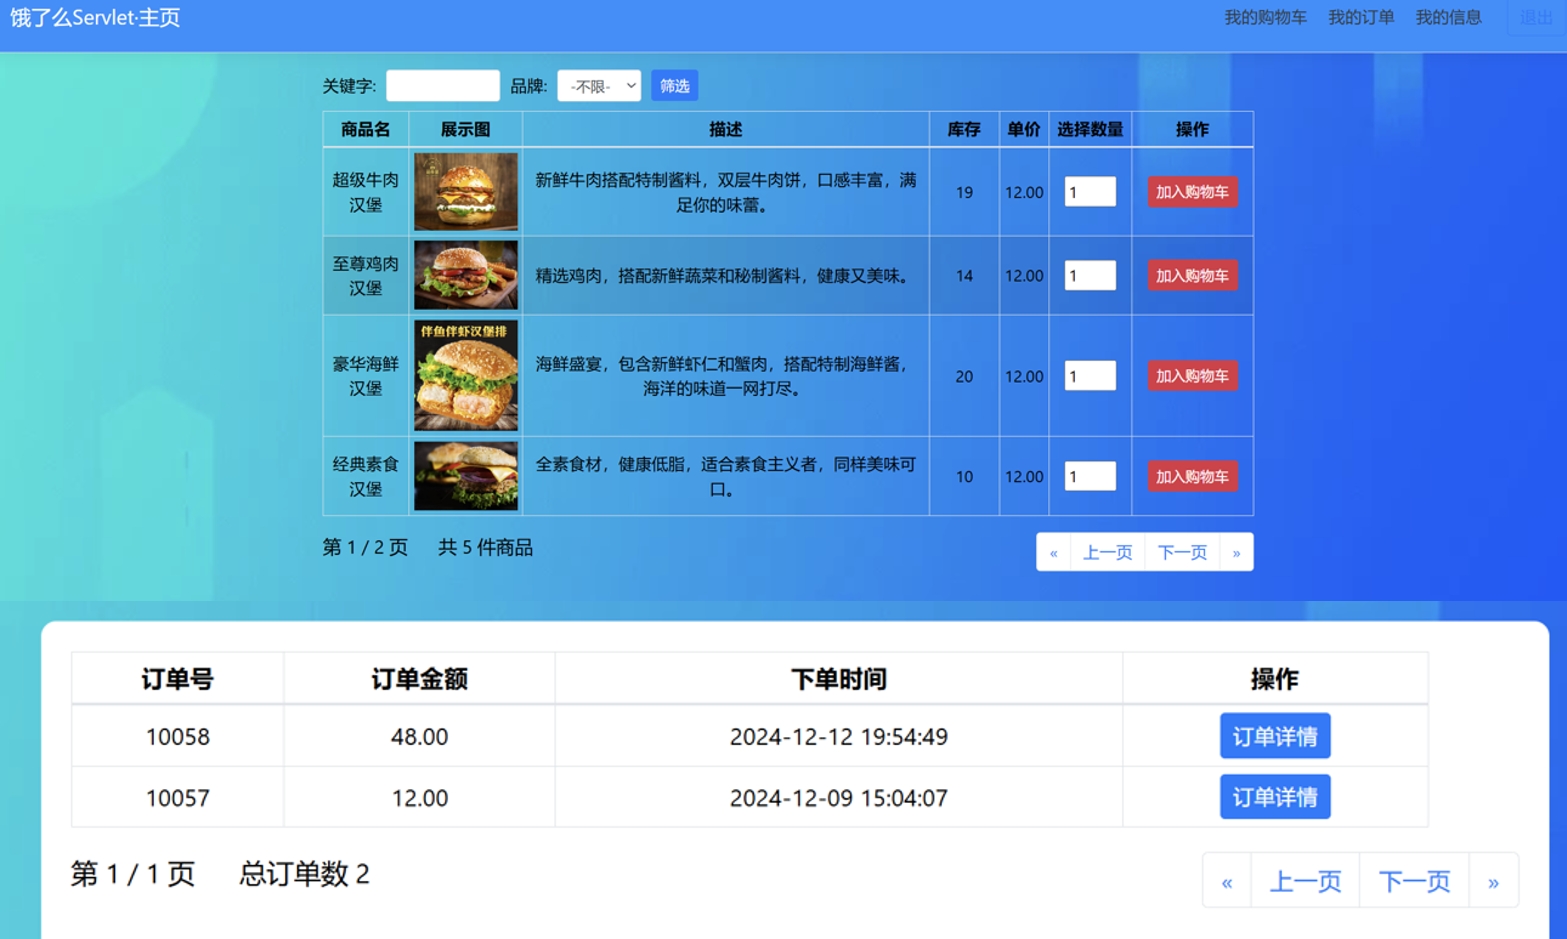 饿了么Servlet·主页
我的购物车 我的订单 我的信息 退出
关键字: 品牌: -不限- 筛选
商品名 展示图 描述 库存 单价 选择数量 操作
超级牛肉
汉堡
新鲜牛肉搭配特制酱料，双层牛肉饼，口感丰富，满
足你的味蕾。
19 12.00 1 加入购物车
至尊鸡肉
汉堡
精选鸡肉，搭配新鲜蔬菜和秘制酱料，健康又美味。
14 12.00 1 加入购物车
豪华海鲜
汉堡
伴鱼伴虾汉堡排
海鲜盛宴，包含新鲜虾仁和蟹肉，搭配特制海鲜酱，
海洋的味道一网打尽。
20 12.00 1 加入购物车
经典素食
汉堡
全素食材，健康低脂，适合素食主义者，同样美味可
口。
10 12.00 1 加入购物车
第 1 / 2 页 共 5 件商品
« 上一页 下一页 »
订单号 订单金额 下单时间 操作
10058 48.00 2024-12-12 19:54:49 订单详情
10057 12.00 2024-12-09 15:04:07 订单详情
第 1 / 1 页 总订单数 2
« 上一页 下一页 »